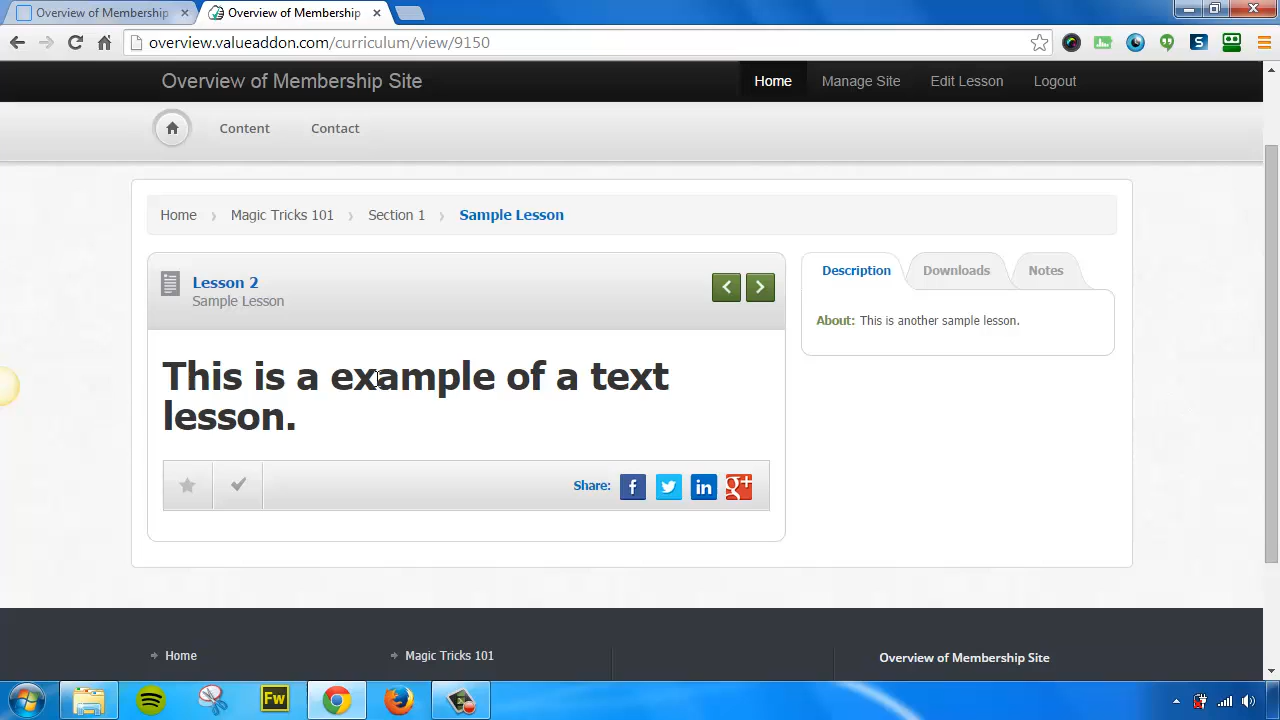 Overview of Membership
Overview of Membership
overview.valueaddon.com/curriculum/view/9150
Overview of Membership Site
Home
Manage Site
Edit Lesson
Logout
Content
Contact
Home
Magic Tricks 101
Section 1
Sample Lesson
Lesson 2
Sample Lesson
This is a example of a text
lesson.
Share:
Description
Downloads
Notes
About: This is another sample lesson.
Home
Magic Tricks 101
Overview of Membership Site
Fw